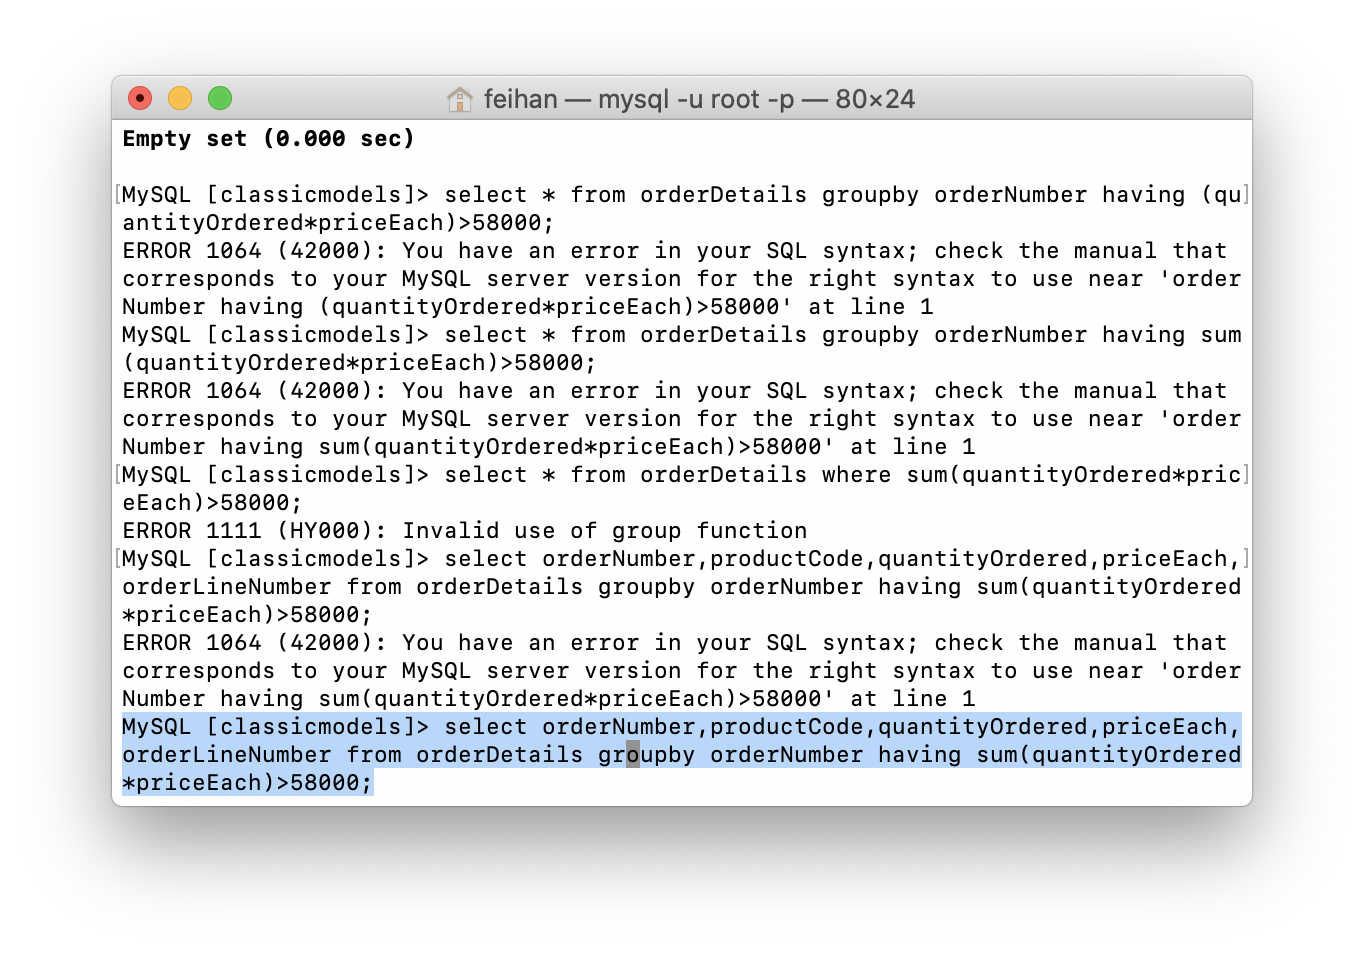 feihan — mysql -u root -p — 80×24
Empty set (0.000 sec)
[MySQL [classicmodels]> select * from orderDetails groupby orderNumber having (qu]
antityOrdered*priceEach)>58000;
ERROR 1064 (42000): You have an error in your SQL syntax; check the manual that
corresponds to your MySQL server version for the right syntax to use near 'order
Number having (quantityOrdered*priceEach)>58000' at line 1
MySQL [classicmodels]> select * from orderDetails groupby orderNumber having sum
(quantityOrdered*priceEach)>58000;
ERROR 1064 (42000): You have an error in your SQL syntax; check the manual that
corresponds to your MySQL server version for the right syntax to use near 'order
Number having sum(quantityOrdered*priceEach)>58000' at line 1
[MySQL [classicmodels]> select * from orderDetails where sum(quantityOrdered*pric]
eEach)>58000;
ERROR 1111 (HY000): Invalid use of group function
[MySQL [classicmodels]> select orderNumber,productCode,quantityOrdered,priceEach,]
orderLineNumber from orderDetails groupby orderNumber having sum(quantityOrdered
*priceEach)>58000;
ERROR 1064 (42000): You have an error in your SQL syntax; check the manual that
corresponds to your MySQL server version for the right syntax to use near 'order
Number having sum(quantityOrdered*priceEach)>58000' at line 1
MySQL [classicmodels]> select orderNumber,productCode,quantityOrdered,priceEach,
orderLineNumber from orderDetails groupby orderNumber having sum(quantityOrdered
*priceEach)>58000;